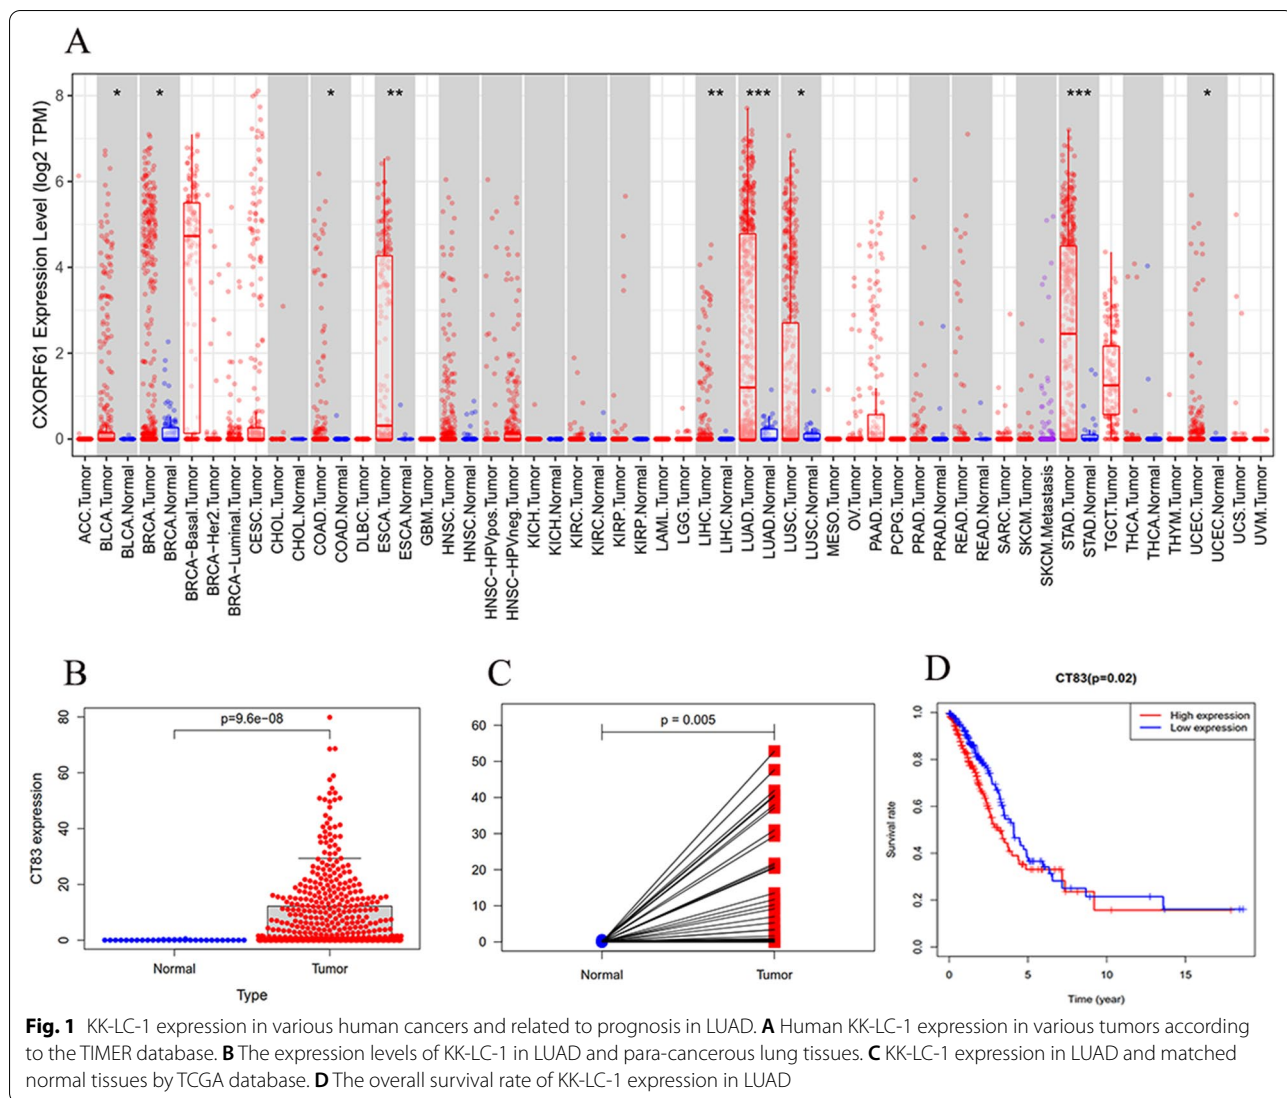 A
CXORF61 Expression Level (log2 TPM)
8
6
4
2
0
* * * ** ** *** * *** *
ACC.Tumor
BLCA.Tumor
BLCA.Normal
BRCA.Tumor
BRCA.Normal
BRCA-Basal.Tumor
BRCA-Her2.Tumor
BRCA-Luminal.Tumor
CESC.Tumor
CHOL.Tumor
CHOL.Normal
COAD.Tumor
COAD.Normal
DLBC.Tumor
ESCA.Tumor
ESCA.Normal
GBM.Tumor
HNSC.Tumor
HNSC.Normal
HNSC-HPVpos.Tumor
HNSC-HPVneg.Tumor
KICH.Tumor
KICH.Normal
KIRC.Tumor
KIRC.Normal
KIRP.Tumor
KIRP.Normal
LAML.Tumor
LGG.Tumor
LIHC.Tumor
LIHC.Normal
LUAD.Tumor
LUAD.Normal
LUSC.Tumor
LUSC.Normal
MESO.Tumor
OV.Tumor
PAAD.Tumor
PCPG.Tumor
PRAD.Tumor
PRAD.Normal
READ.Tumor
READ.Normal
SARC.Tumor
SKCM.Tumor
SKCM.Metastasis
STAD.Tumor
STAD.Normal
TGCT.Tumor
THCA.Tumor
THCA.Normal
THYM.Tumor
UCEC.Tumor
UCEC.Normal
UCS.Tumor
UVM.Tumor
B
CT83 expression
80
60
40
20
0
p=9.6e−08
Normal
Tumor
Type
C
60
50
40
30
20
10
0
p = 0.005
Normal
Tumor
D
CT83(p=0.02)
High expression
Low expression
Survival rate
1.0
0.8
0.6
0.4
0.2
0.0
0
5
10
15
Time (year)
Fig. 1 KK-LC-1 expression in various human cancers and related to prognosis in LUAD. A Human KK-LC-1 expression in various tumors according
to the TIMER database. B The expression levels of KK-LC-1 in LUAD and para-cancerous lung tissues. C KK-LC-1 expression in LUAD and matched
normal tissues by TCGA database. D The overall survival rate of KK-LC-1 expression in LUAD